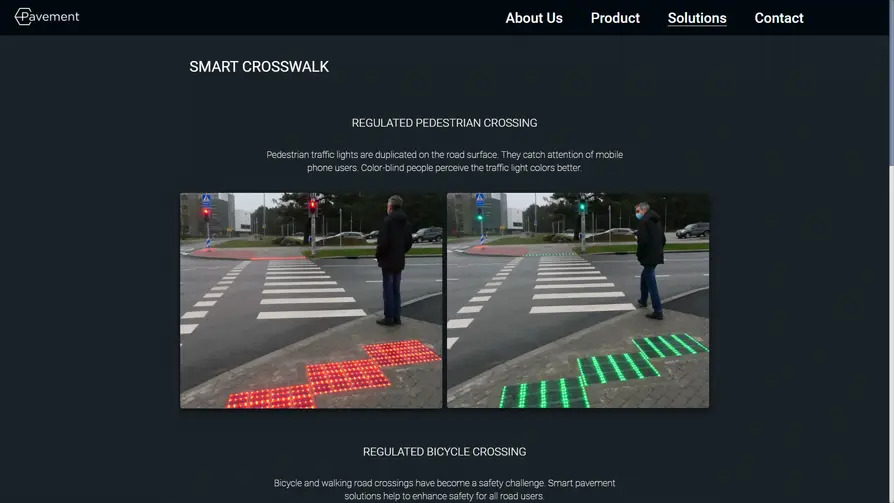 Pavement
About Us
Product
Solutions
Contact
SMART CROSSWALK
REGULATED PEDESTRIAN CROSSING
Pedestrian traffic lights are duplicated on the road surface. They catch attention of mobile
phone users. Color-blind people perceive the traffic light colors better.
REGULATED BICYCLE CROSSING
Bicycle and walking road crossings have become a safety challenge. Smart pavement
solutions help to enhance safety for all road users.